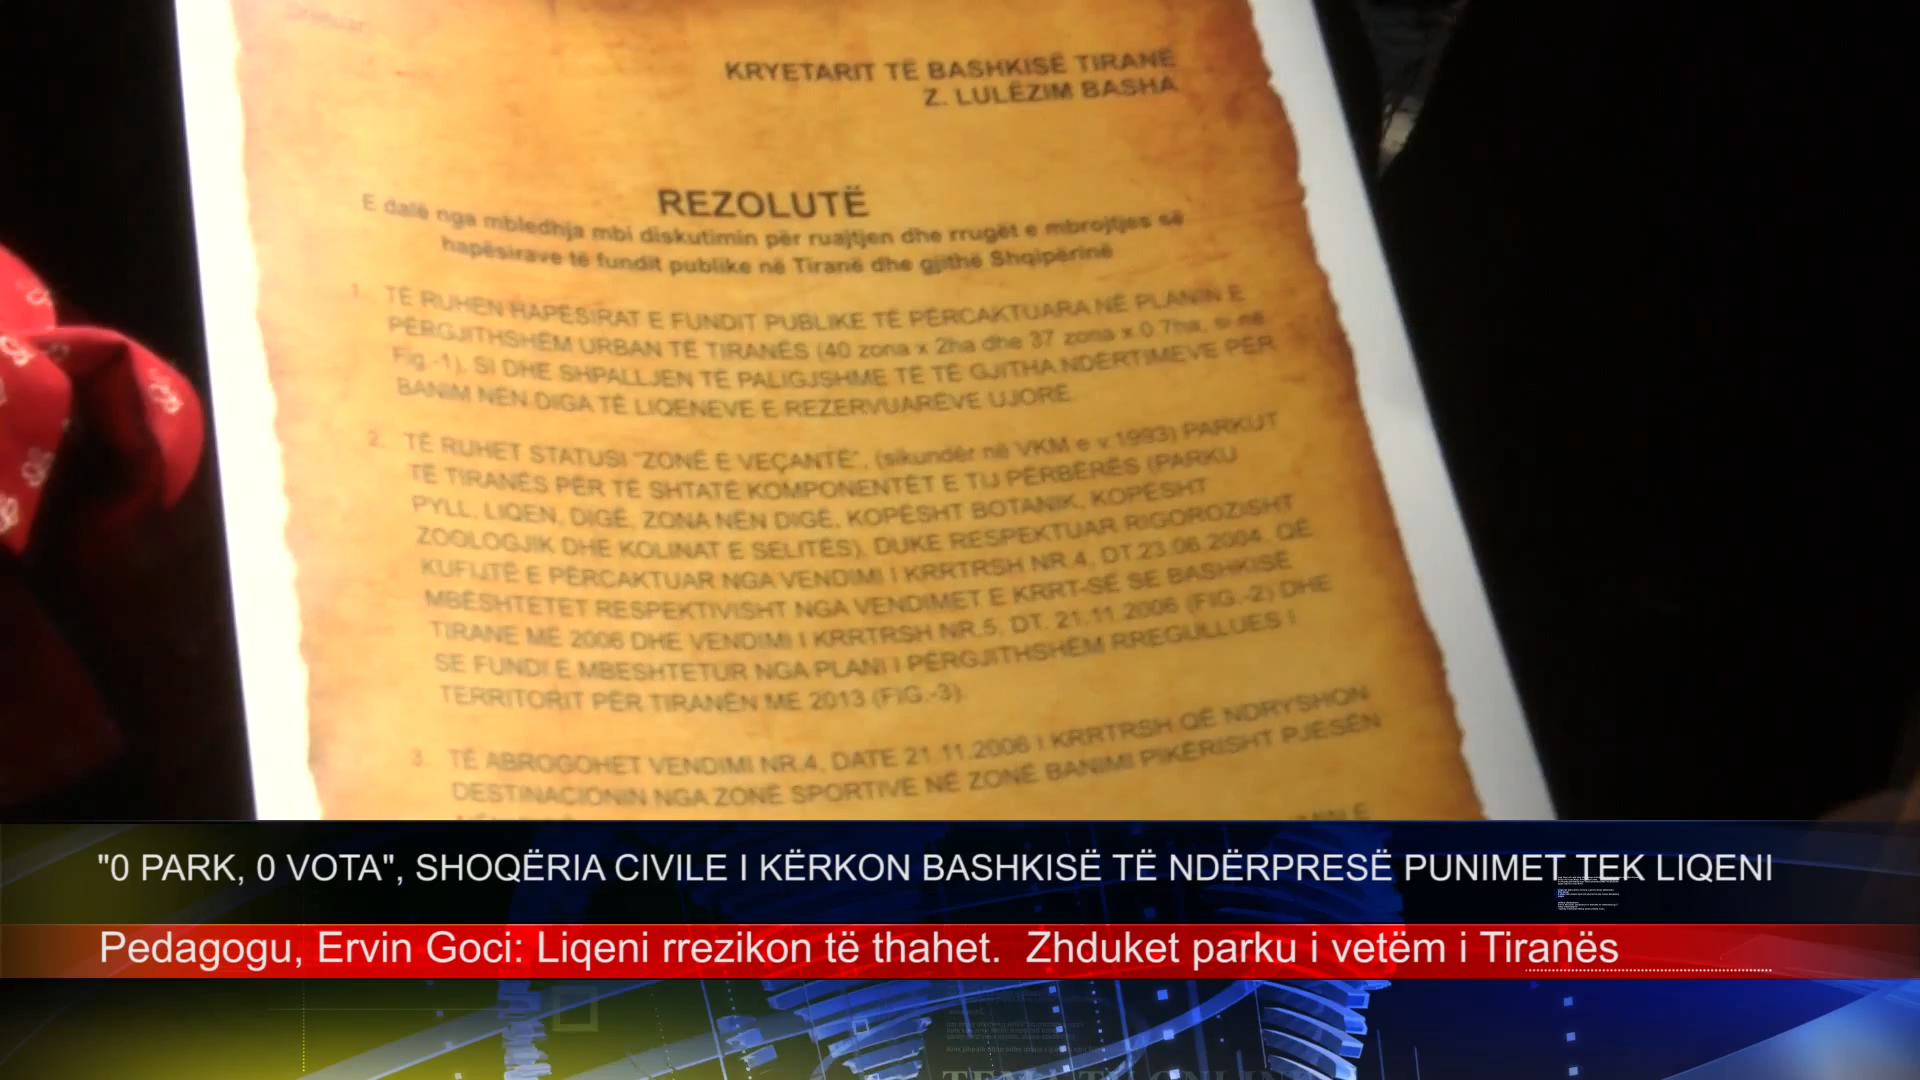 KRYETARIT TË BASHKISË TIRANË
Z. LULËZIM BASHA
REZOLUTË
E dalë nga mbledhja mbi diskutimin për ruajtjen dhe rrugët e mbrojtjes së
hapësirave të fundit publike në Tiranë dhe gjithë Shqipërinë
1. TË RUHEN HAPËSIRAT E FUNDIT PUBLIKE TË PËRCAKTUARA NË PLANIN E
PËRGJITHSHËM URBAN TË TIRANËS (40 zona x 2ha dhe 37 zona x 0.7ha, si në
Fig.-1), SI DHE SHPALLJEN TË PALIGJSHME TË TË GJITHA NDËRTIMEVE PËR
BANIM NËN DIGA TË LIQENEVE E REZERVUARËVE UJORË.
2. TË RUHET STATUSI "ZONË E VEÇANTË", (sikundër në VKM e v.1993) PARKUT
TË TIRANËS PËR TË SHTATË KOMPONENTËT E TIJ PËRBËRËS (PARKU
PYLL, LIQEN, DIGË, ZONA NËN DIGË, KOPËSHT BOTANIK, KOPËSHT
ZOOLOGJIK DHE KOLINAT E SELITËS), DUKE RESPEKTUAR RIGOROZISHT
KUFIJTË E PËRCAKTUAR NGA VENDIMI I KRRTRSH NR.4, DT.23.06.2004, QË
MBËSHTETET RESPEKTIVISHT NGA VENDIMET E KRRT-SË SE BASHKISË
TIRANE MË 2006 DHE VENDIMI I KRRTRSH NR.5, DT. 21.11.2006 (FIG.-2) DHE
SË FUNDI E MBËSHTETUR NGA PLANI I PËRGJITHSHËM RREGULLUES I
TERRITORIT PËR TIRANËN MË 2013 (FIG.-3).
3. TË ABROGOHET VENDIMI NR.4, DATË 21.11.2006 I KRRTRSH QË NDRYSHON
DESTINACIONIN NGA ZONË SPORTIVE NË ZONË BANIMI PIKËRISHT PJESËN
"0 PARK, 0 VOTA", SHOQËRIA CIVILE I KËRKON BASHKISË TË NDËRPRESË PUNIMET TEK LIQENI
Pedagogu, Ervin Goci: Liqeni rrezikon të thahet. Zhduket parku i vetëm i Tiranës